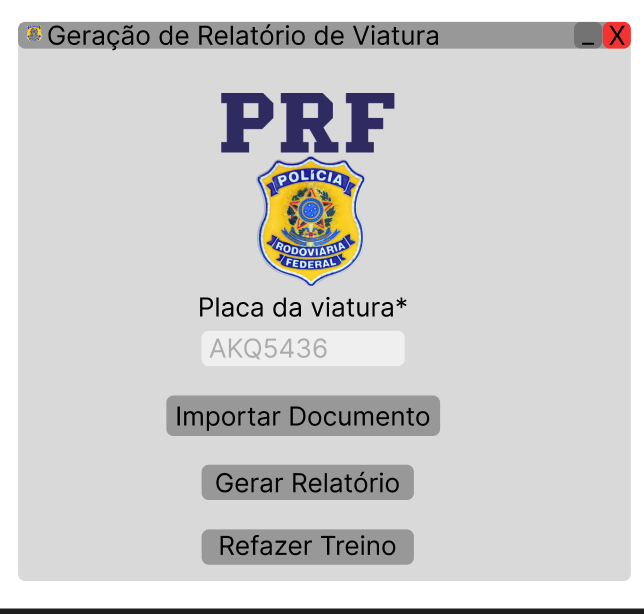 Geração de Relatório de Viatura
_ X
PRF
POLÍCIA
RODOVIÁRIA
FEDERAL
Placa da viatura*
AKQ5436
Importar Documento
Gerar Relatório
Refazer Treino